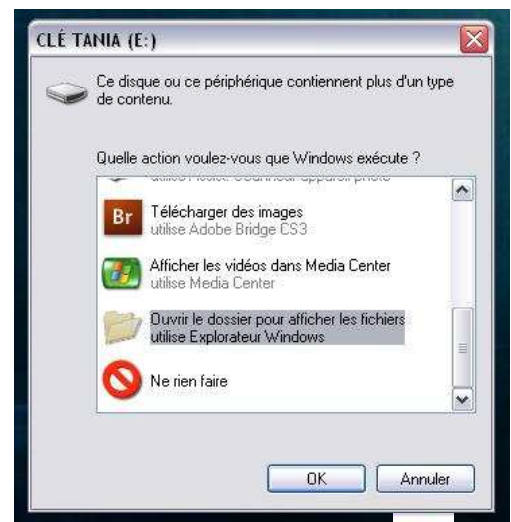 CLÉ TANIA (E:)
Ce disque ou ce périphérique contiennent plus d'un type
de contenu.
Quelle action voulez-vous que Windows exécute ?
Br Télécharger des images
utilise Adobe Bridge CS3
Afficher les vidéos dans Media Center
utilise Media Center
Ouvrir le dossier pour afficher les fichiers
utilise Explorateur Windows
Ne rien faire
OK Annuler